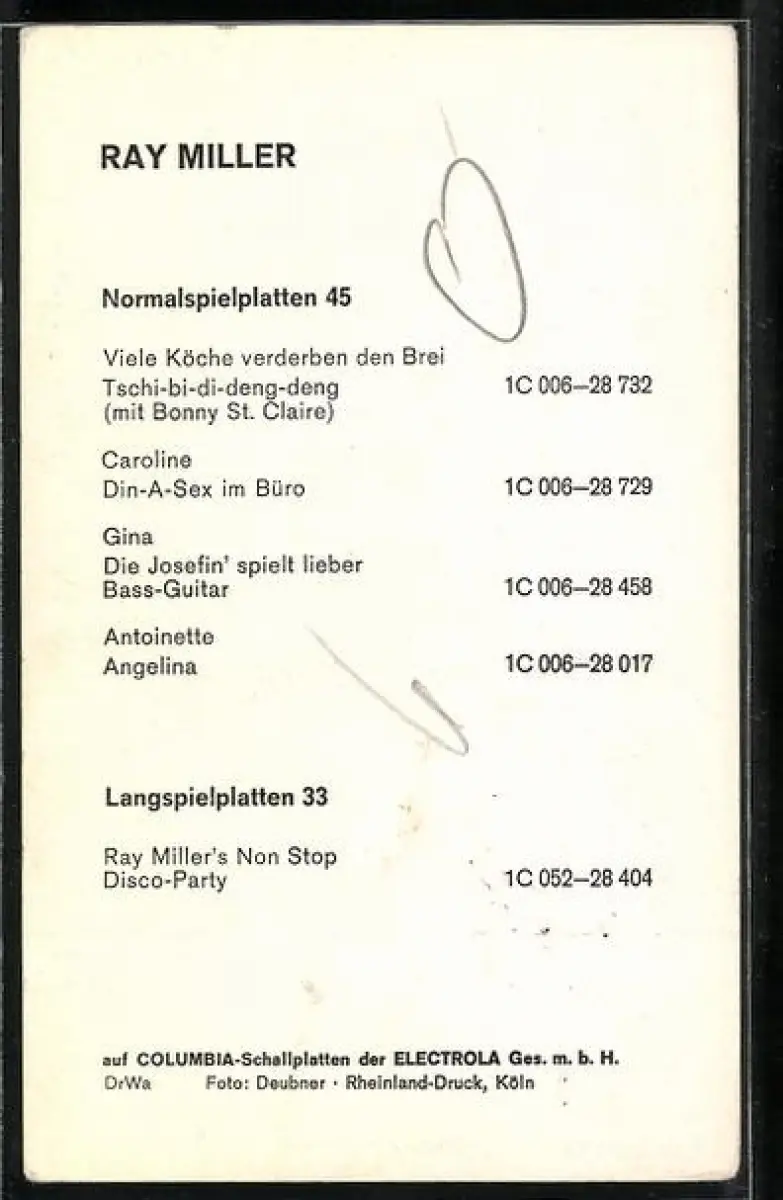 RAY MILLER
Normalspielplatten 45
Viele Köche verderben den Brei
Tschi-bi-di-deng-deng 1C 006–28 732
(mit Bonny St. Claire)
Caroline
Din-A-Sex im Büro 1C 006–28 729
Gina
Die Josefin' spielt lieber
Bass-Guitar 1C 006–28 458
Antoinette
Angelina 1C 006–28 017
Langspielplatten 33
Ray Miller's Non Stop
Disco-Party 1C 052–28 404
auf COLUMBIA-Schallplatten der ELECTROLA Ges. m. b. H.
DrWa Foto: Deubner · Rheinland-Druck, Köln